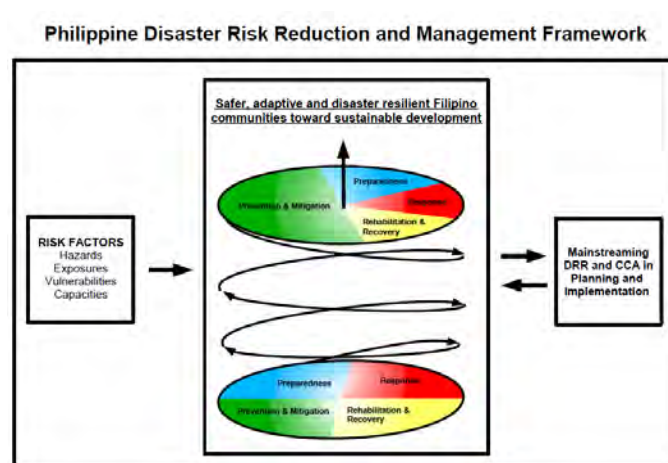 Philippine Disaster Risk Reduction and Management Framework
Safer, adaptive and disaster resilient Filipino
communities toward sustainable development
Preparedness
Response
Prevention & Mitigation
Rehabilitation &
Recovery
RISK FACTORS
Hazards
Exposures
Vulnerabilities
Capacities
Mainstreaming
DRR and CCA in
Planning and
Implementation
Preparedness
Response
Prevention & Mitigation
Rehabilitation &
Recovery